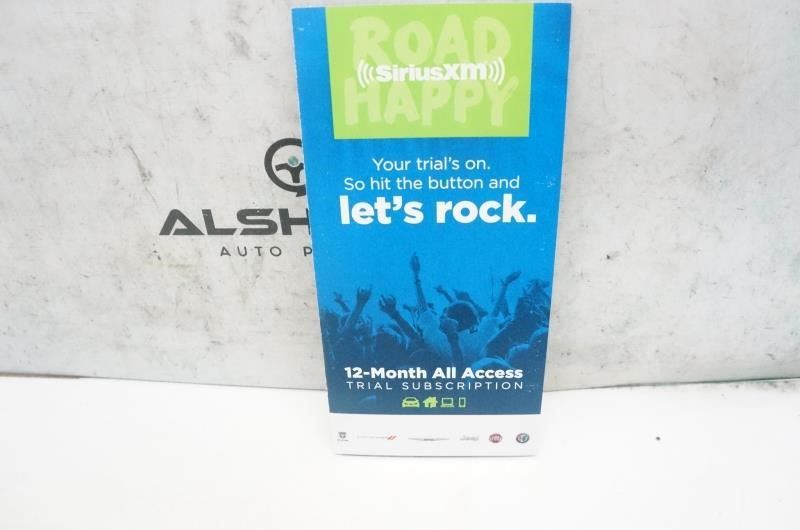 ROAD
((SiriusXM))
HAPPY
Your trial's on.
So hit the button and
let's rock.
ALSH
AUTO P
12-Month All Access
TRIAL SUBSCRIPTION
Jeep